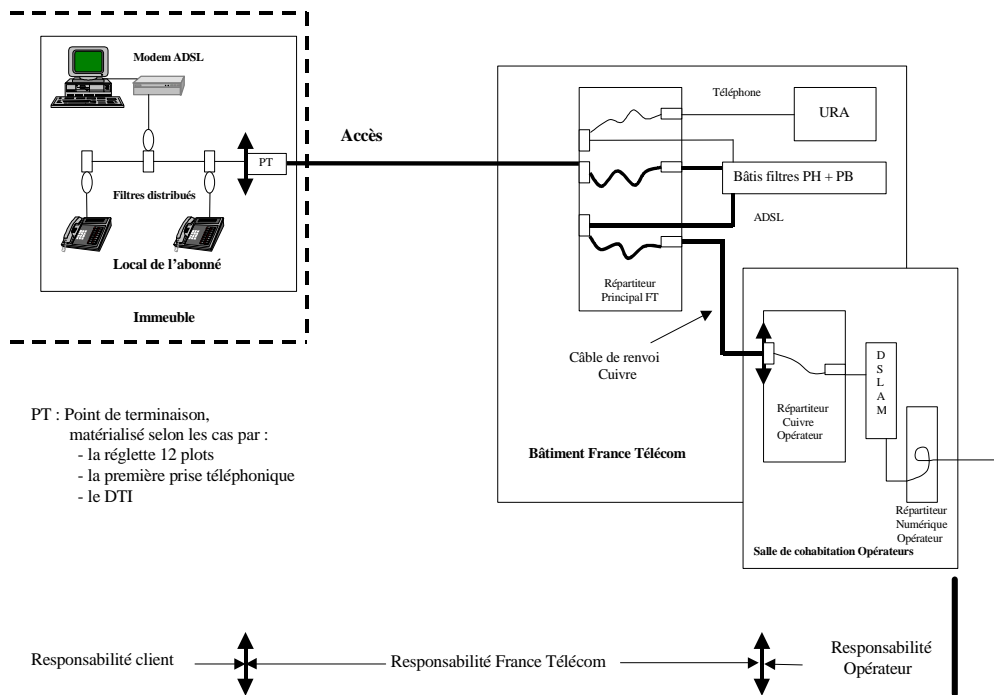 Modem ADSL
PT
Filtres distribués
Local de l'abonné
Immeuble
Accès
Téléphone
URA
Bâtis filtres PH + PB
ADSL
Répartiteur
Principal FT
Câble de renvoi
Cuivre
Bâtiment France Télécom
Répartiteur
Cuivre
Opérateur
D
S
L
A
M
Répartiteur
Numérique
Opérateur
Salle de cohabitation Opérateurs
PT : Point de terminaison,
matérialisé selon les cas par :
- la réglette 12 plots
- la première prise téléphonique
- le DTI
Responsabilité client
Responsabilité France Télécom
Responsabilité
Opérateur